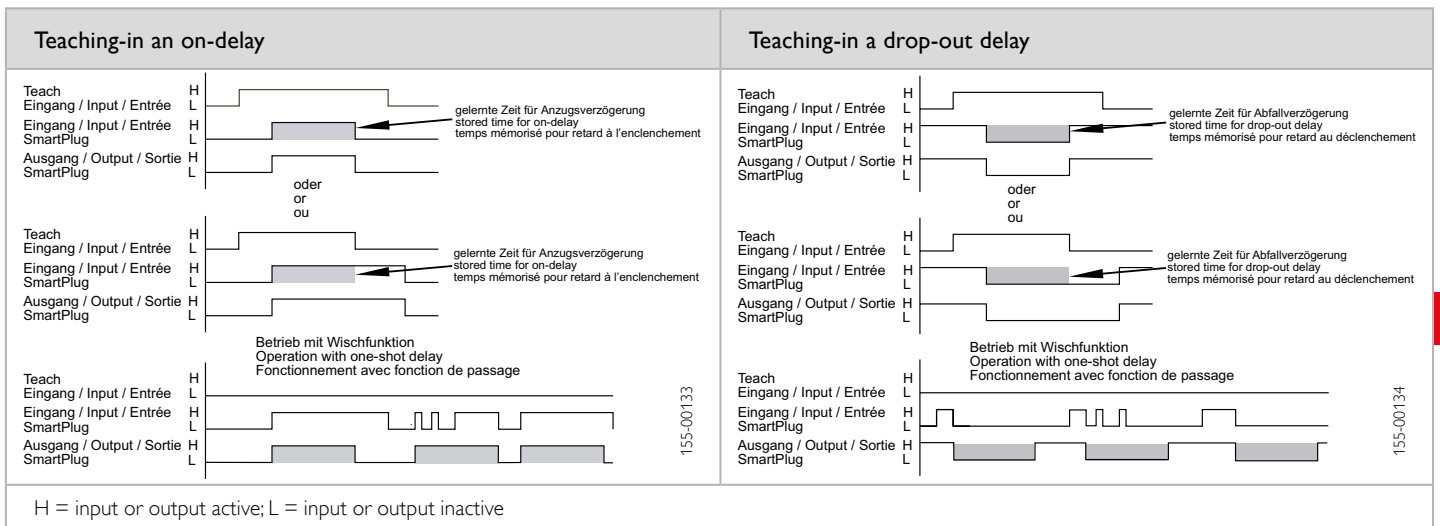 Teaching-in an on-delay
Teach H
Eingang / Input / Entrée L
Eingang / Input / Entrée H
SmartPlug L
Ausgang / Output / Sortie H
SmartPlug L
gelernte Zeit für Anzugsverzögerung
stored time for on-delay
temps mémorisé pour retard à l'enclenchement
oder
or
ou
Teach H
Eingang / Input / Entrée L
Eingang / Input / Entrée H
SmartPlug L
Ausgang / Output / Sortie H
SmartPlug L
gelernte Zeit für Anzugsverzögerung
stored time for on-delay
temps mémorisé pour retard à l'enclenchement
Betrieb mit Wischfunktion
Operation with one-shot delay
Fonctionnement avec fonction de passage
Teach H
Eingang / Input / Entrée L
Eingang / Input / Entrée H
SmartPlug L
Ausgang / Output / Sortie H
SmartPlug L
155-00133
Teaching-in a drop-out delay
Teach H
Eingang / Input / Entrée L
Eingang / Input / Entrée H
SmartPlug L
Ausgang / Output / Sortie H
SmartPlug L
gelernte Zeit für Abfallverzögerung
stored time for drop-out delay
temps mémorisé pour retard au déclenchement
oder
or
ou
Teach H
Eingang / Input / Entrée L
Eingang / Input / Entrée H
SmartPlug L
Ausgang / Output / Sortie H
SmartPlug L
gelernte Zeit für Abfallverzögerung
stored time for drop-out delay
temps mémorisé pour retard au déclenchement
Betrieb mit Wischfunktion
Operation with one-shot delay
Fonctionnement avec fonction de passage
Teach H
Eingang / Input / Entrée L
Eingang / Input / Entrée H
SmartPlug L
Ausgang / Output / Sortie H
SmartPlug L
155-00134
H = input or output active; L = input or output inactive